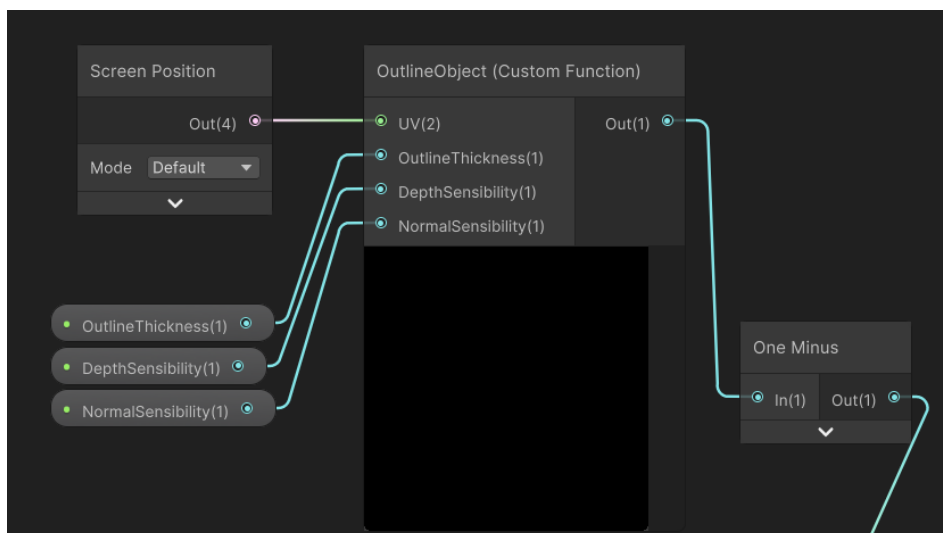 Screen Position
Out(4)
Mode Default
OutlineObject (Custom Function)
UV(2)
Out(1)
OutlineThickness(1)
DepthSensibility(1)
NormalSensibility(1)
OutlineThickness(1)
DepthSensibility(1)
NormalSensibility(1)
One Minus
In(1)
Out(1)